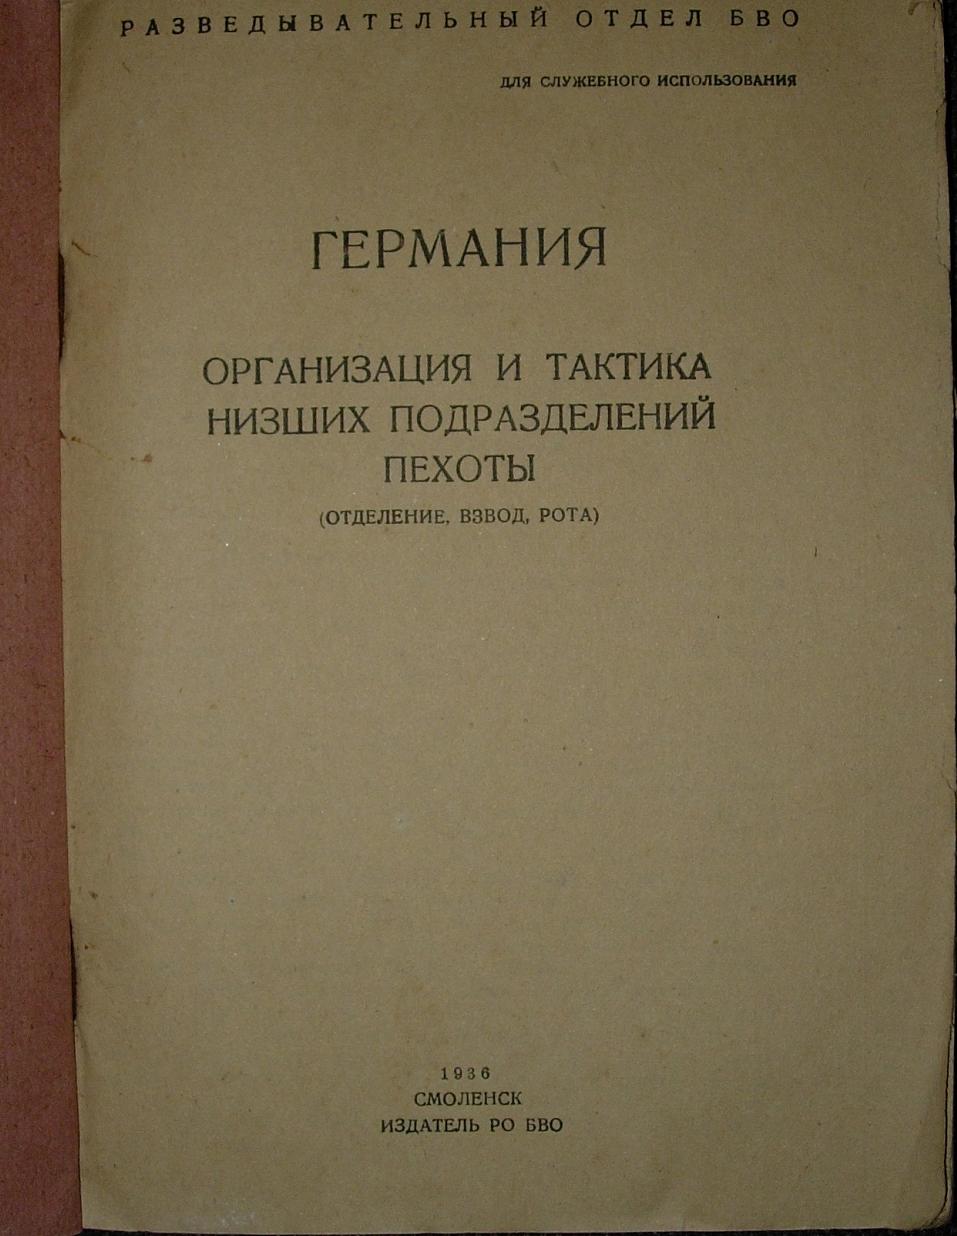 РАЗВЕДЫВАТЕЛЬНЫЙ ОТДЕЛ БВО
ДЛЯ СЛУЖЕБНОГО ИСПОЛЬЗОВАНИЯ
ГЕРМАНИЯ
ОРГАНИЗАЦИЯ И ТАКТИКА
НИЗШИХ ПОДРАЗДЕЛЕНИЙ
ПЕХОТЫ
(ОТДЕЛЕНИЕ, ВЗВОД, РОТА)
1936
СМОЛЕНСК
ИЗДАТЕЛЬ РО БВО